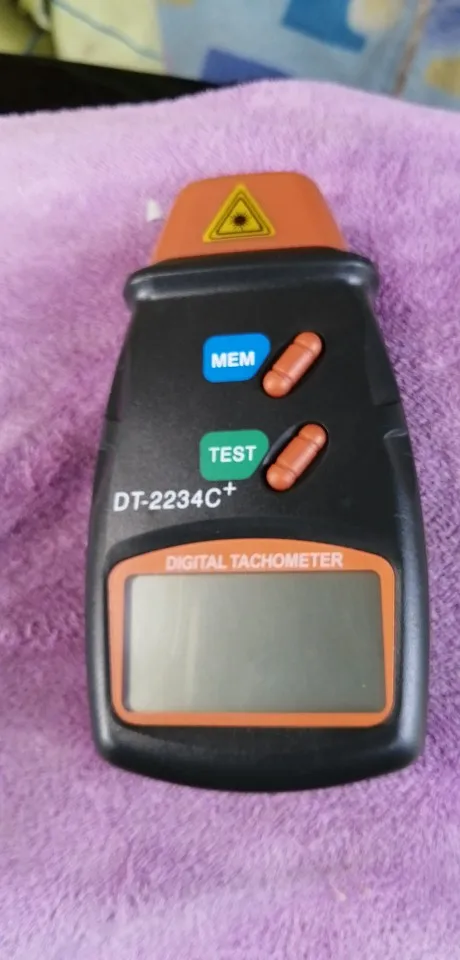 MEM
TEST
DT-2234C+
DIGITAL TACHOMETER